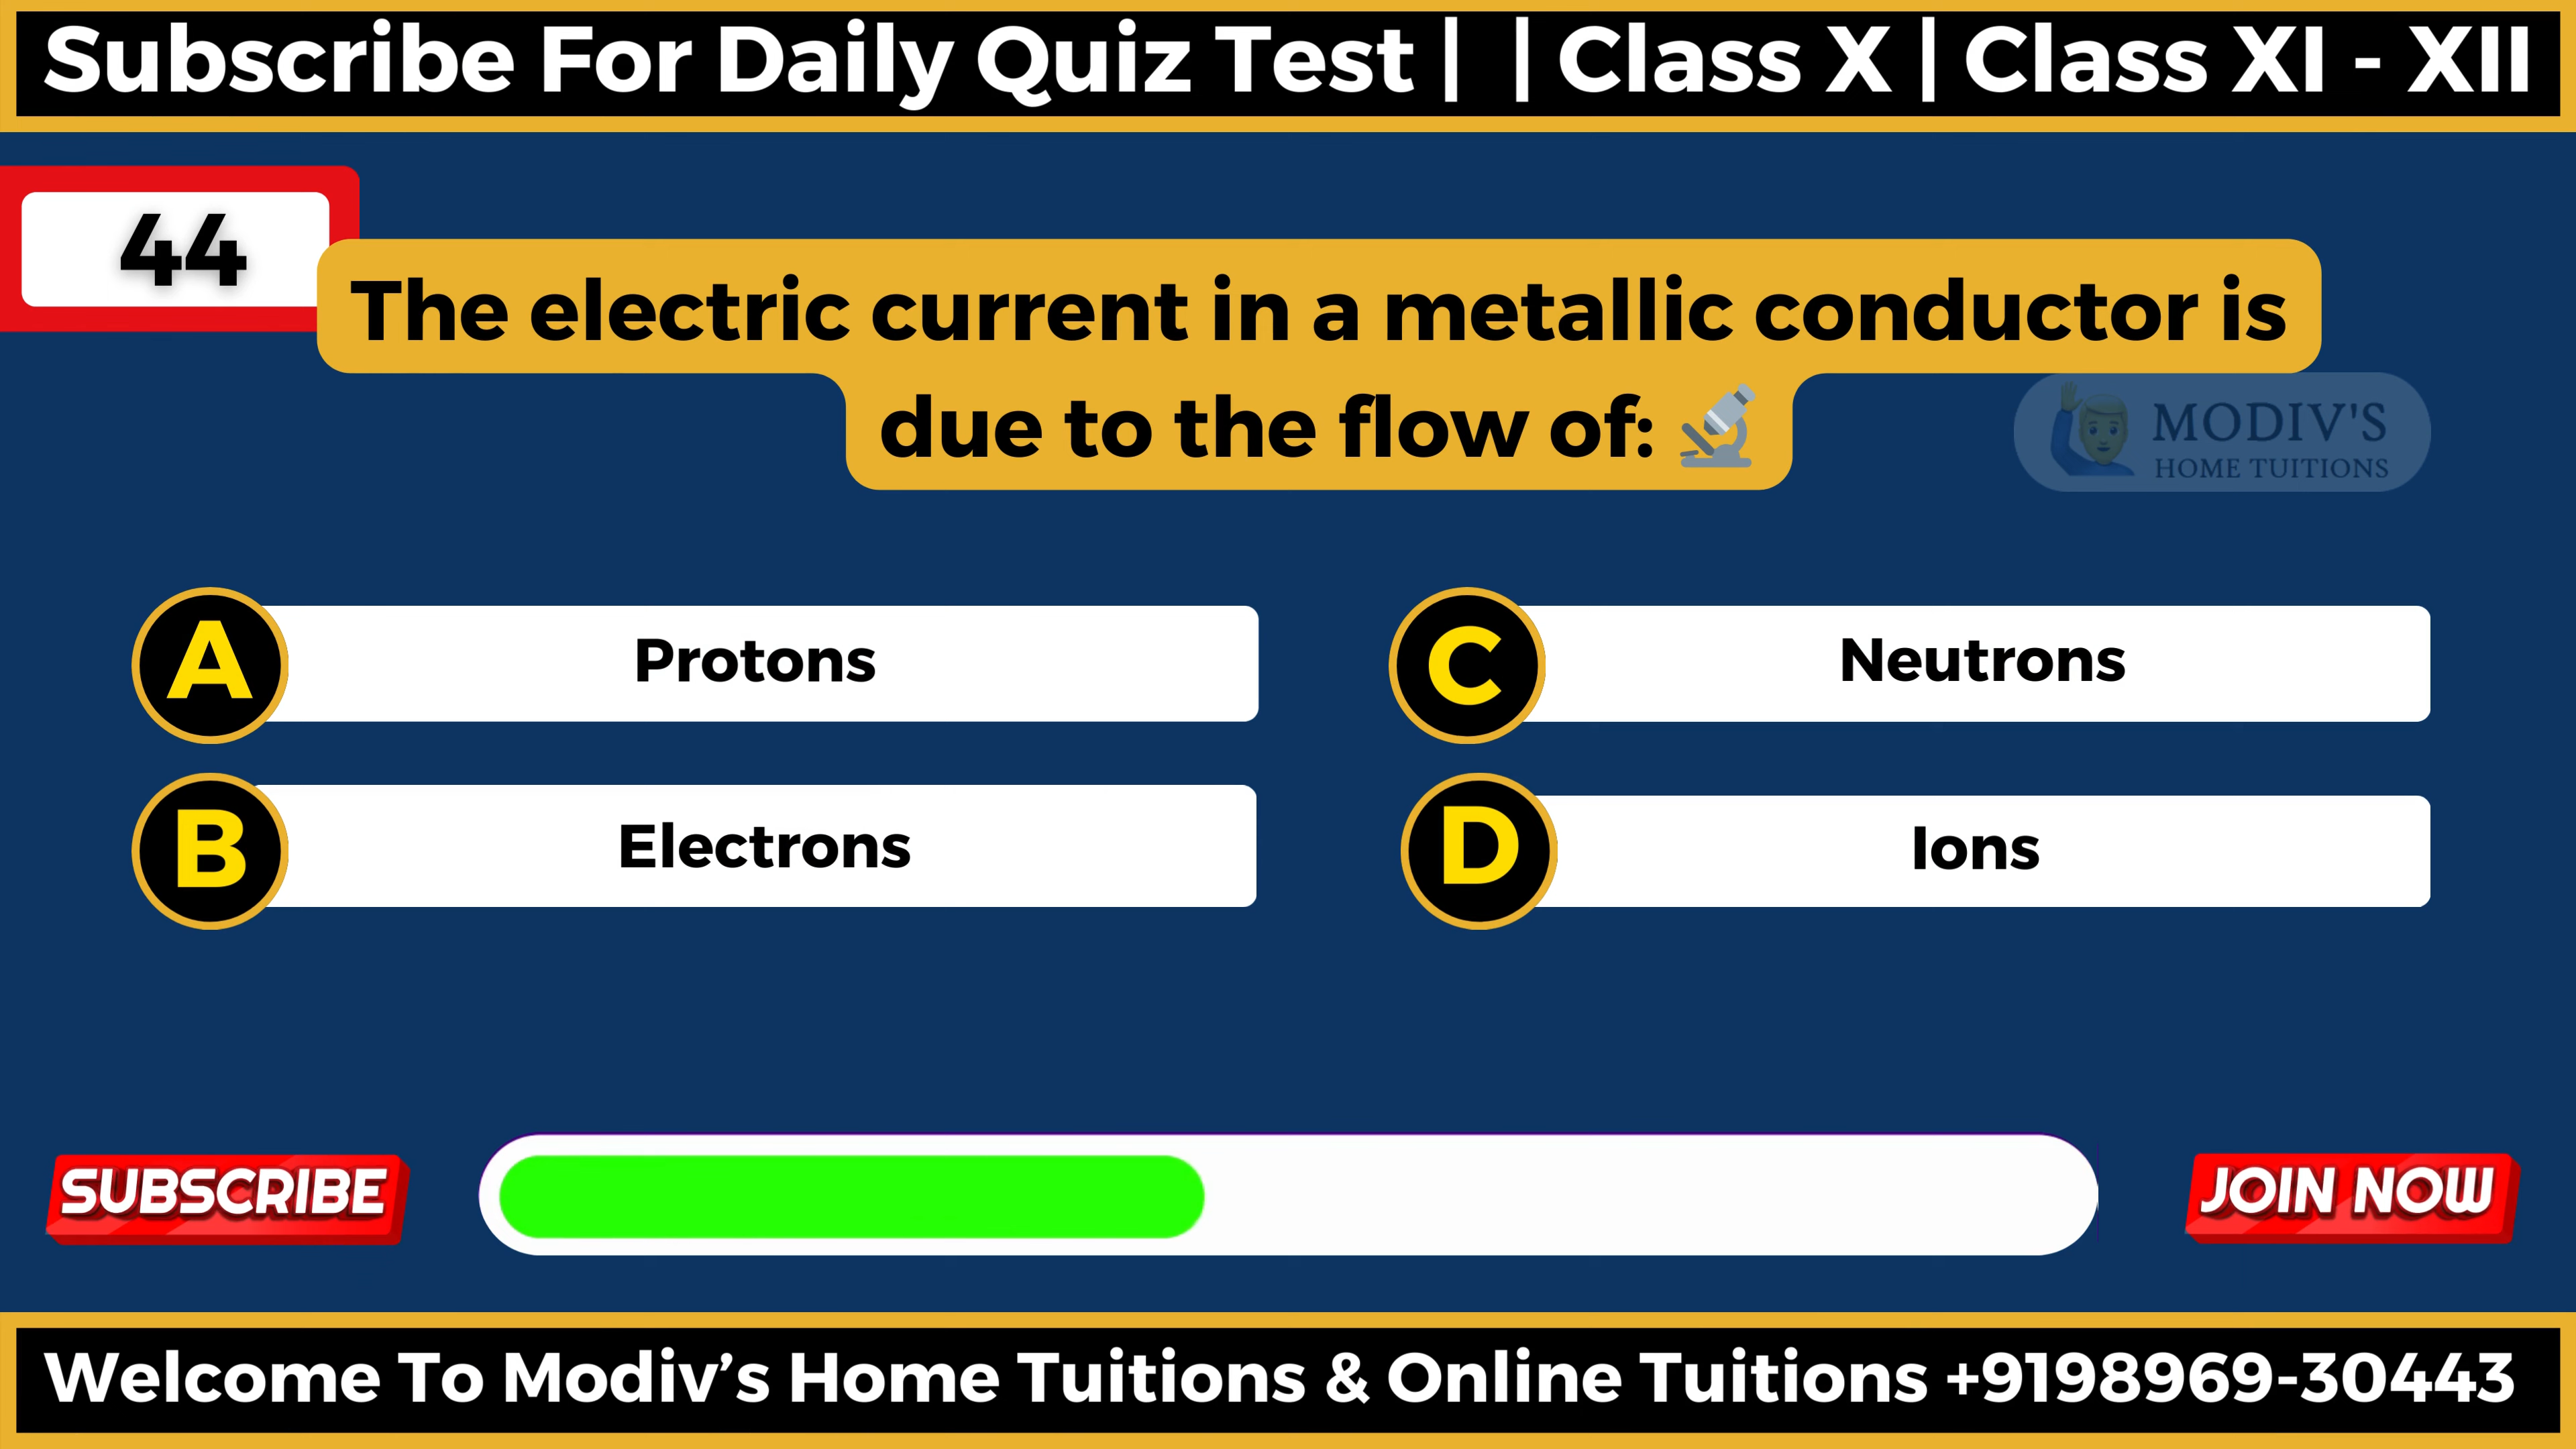 Subscribe For Daily Quiz Test | | Class X | Class XI - XII
44
The electric current in a metallic conductor is
due to the flow of:
MODIV'S
HOME TUITIONS
A Protons
B Electrons
C Neutrons
D Ions
SUBSCRIBE
JOIN NOW
Welcome To Modiv’s Home Tuitions & Online Tuitions +9198969-30443